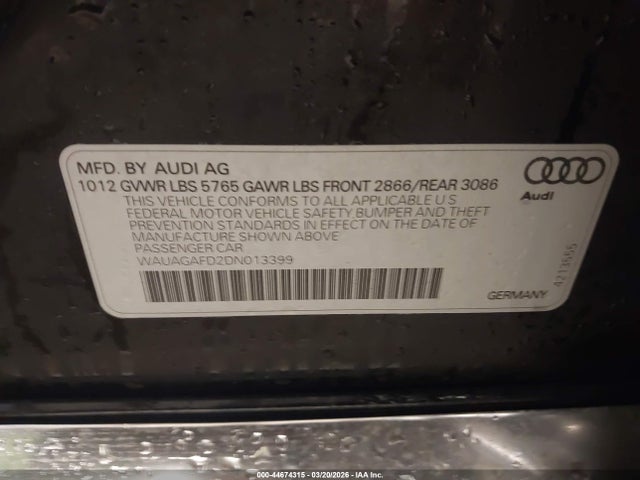 MFD. BY AUDI AG
1012 GVWR LBS 5765 GAWR LBS FRONT 2866/REAR 3086
THIS VEHICLE CONFORMS TO ALL APPLICABLE U S
FEDERAL MOTOR VEHICLE SAFETY,BUMPER AND THEFT
PREVENTION STANDARDS IN EFFECT ON THE DATE OF
MANUFACTURE SHOWN ABOVE
PASSENGER CAR
WAUAGAFD2DN013399
Audi
4213565
GERMANY
000-44674315 - 03/20/2026 - IAA Inc.